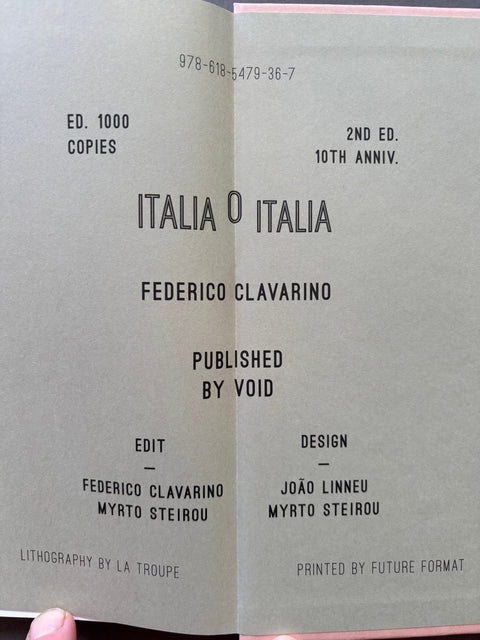 978-618-5479-36-7
ED. 1000
COPIES
2ND ED.
10TH ANNIV.
ITALIA O ITALIA
FEDERICO CLAVARINO
PUBLISHED
BY VOID
EDIT
—
FEDERICO CLAVARINO
MYRTO STEIROU
DESIGN
—
JOÃO LINNEU
MYRTO STEIROU
LITHOGRAPHY BY LA TROUPE
PRINTED BY FUTURE FORMAT